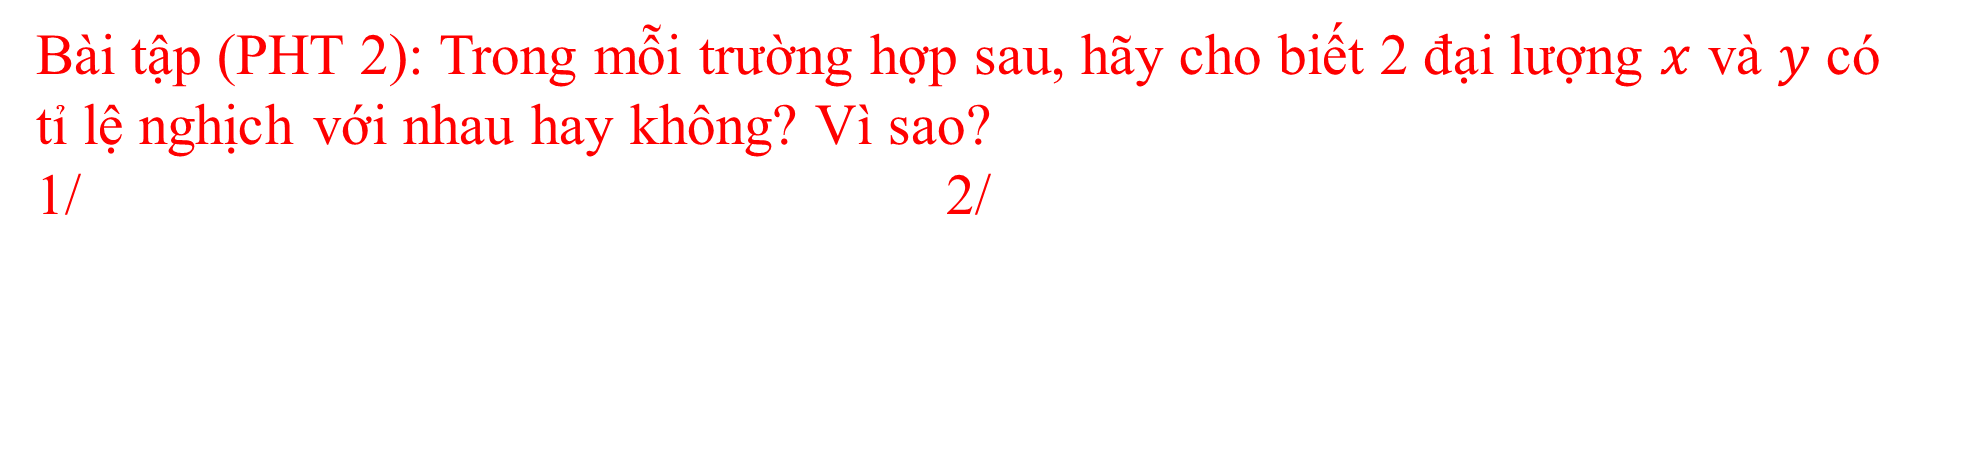 Bài tập (PHT 2): Trong mỗi trường hợp sau, hãy cho biết 2 đại lượng x và y có
tỉ lệ nghịch với nhau hay không? Vì sao?
1/ 2/